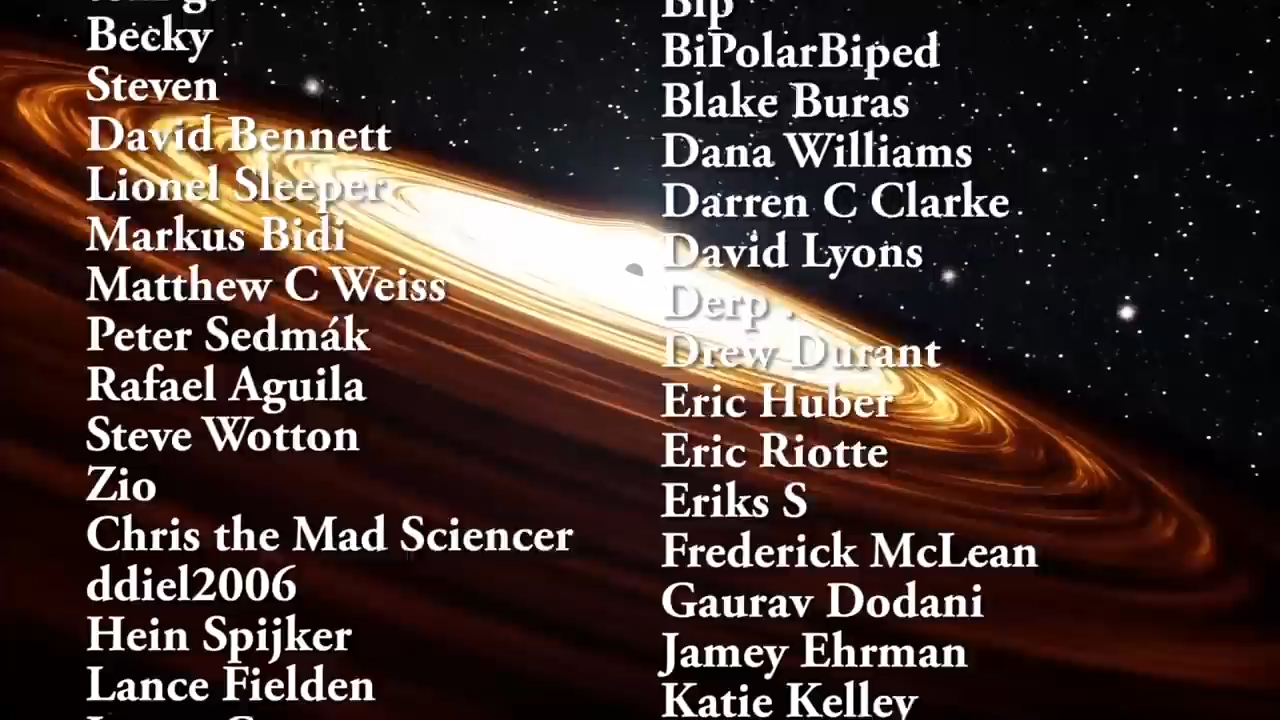 Becky
Steven
David Bennett
Lionel Sleeper
Markus Bidi
Matthew C Weiss
Peter Sedmák
Rafael Aguila
Steve Wotton
Zio
Chris the Mad Sciencer
ddiel2006
Hein Spijker
Lance Fielden
Bip
BiPolarBiped
Blake Buras
Dana Williams
Darren C Clarke
David Lyons
Derp .
Drew Durant
Eric Huber
Eric Riotte
Eriks S
Frederick McLean
Gaurav Dodani
Jamey Ehrman
Katie Kelley